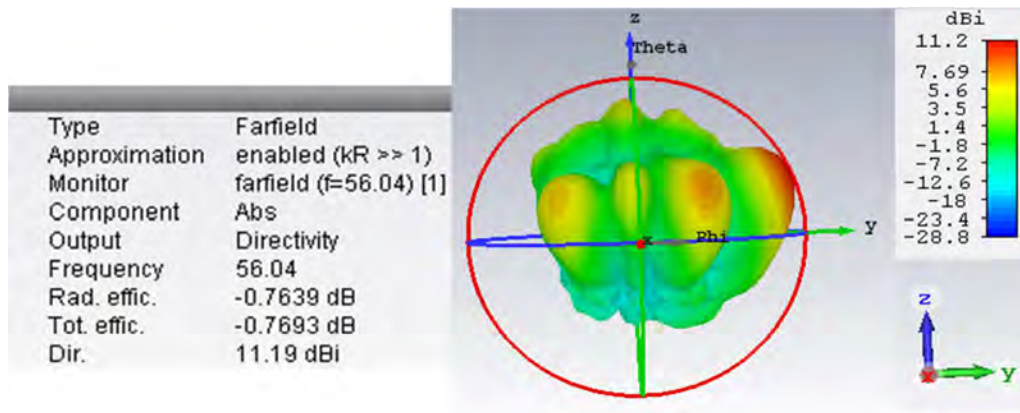 Type Farfield
Approximation enabled (kR >> 1)
Monitor farfield (f=56.04) [1]
Component Abs
Output Directivity
Frequency 56.04
Rad. effic. -0.7639 dB
Tot. effic. -0.7693 dB
Dir. 11.19 dBi
z
Theta
x
Phi
y
dBi
11.2
7.69
5.6
3.5
1.4
-1.8
-7.2
-12.6
-18
-23.4
-28.8
z
x
y